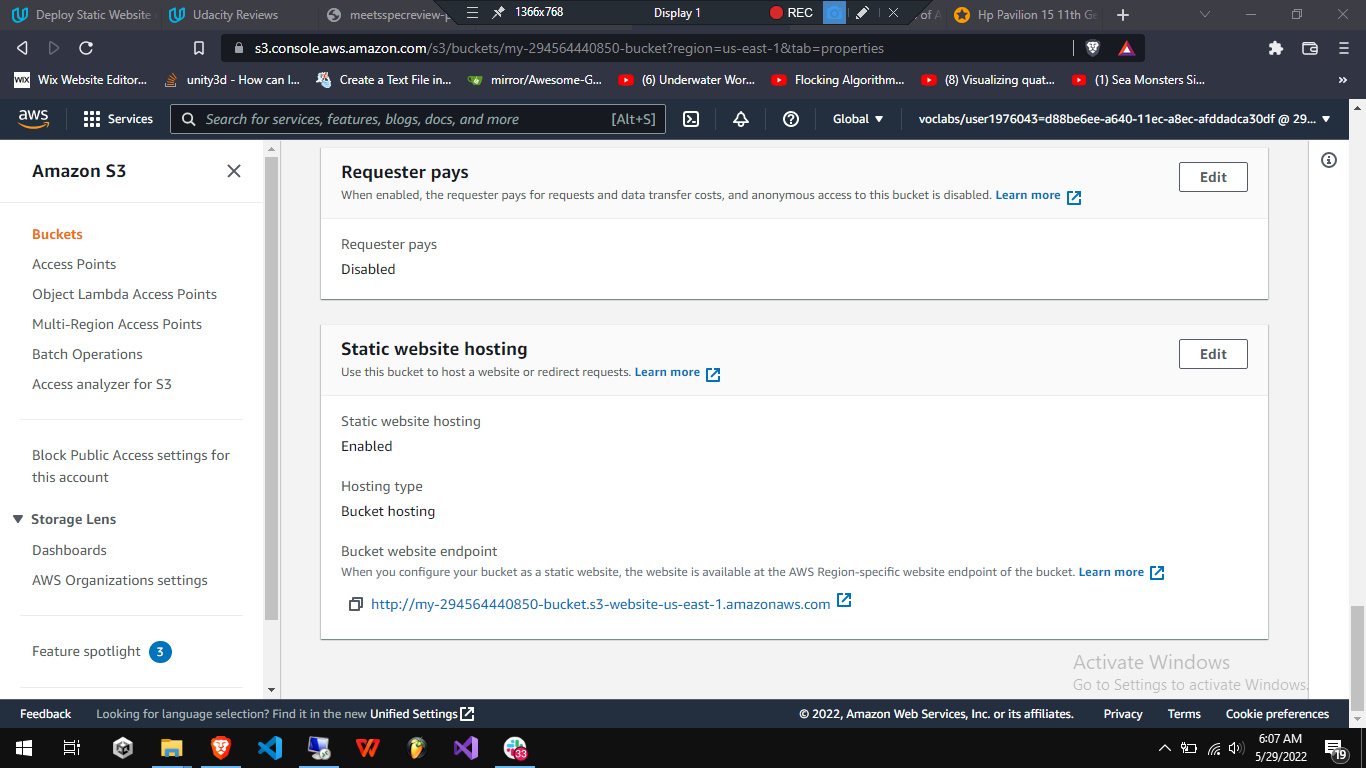 Deploy Static Website
Udacity Reviews
meetsspecreview-p
1366x768
Display 1
REC
of A
Hp Pavilion 15 11th Ge
s3.console.aws.amazon.com/s3/buckets/my-294564440850-bucket?region=us-east-1&tab=properties
WIX
Wix Website Editor...
unity3d - How can I...
Create a Text File in...
mirror/Awesome-G...
(6) Underwater Wor...
Flocking Algorithm...
(8) Visualizing quat...
(1) Sea Monsters Si...
»
aws
Services
Search for services, features, blogs, docs, and more
[Alt+S]
Global
voclabs/user1976043=d88be6ee-a640-11ec-a8ec-afddadca30df @ 29...
Amazon S3
Buckets
Access Points
Object Lambda Access Points
Multi-Region Access Points
Batch Operations
Access analyzer for S3
Block Public Access settings for
this account
Storage Lens
Dashboards
AWS Organizations settings
Feature spotlight 3
Requester pays
Edit
When enabled, the requester pays for requests and data transfer costs, and anonymous access to this bucket is disabled. Learn more
Requester pays
Disabled
Static website hosting
Edit
Use this bucket to host a website or redirect requests. Learn more
Static website hosting
Enabled
Hosting type
Bucket hosting
Bucket website endpoint
When you configure your bucket as a static website, the website is available at the AWS Region-specific website endpoint of the bucket. Learn more
http://my-294564440850-bucket.s3-website-us-east-1.amazonaws.com
Activate Windows
Go to Settings to activate Windows.
Feedback
Looking for language selection? Find it in the new Unified Settings
© 2022, Amazon Web Services, Inc. or its affiliates.
Privacy
Terms
Cookie preferences
33
6:07 AM
5/29/2022
19